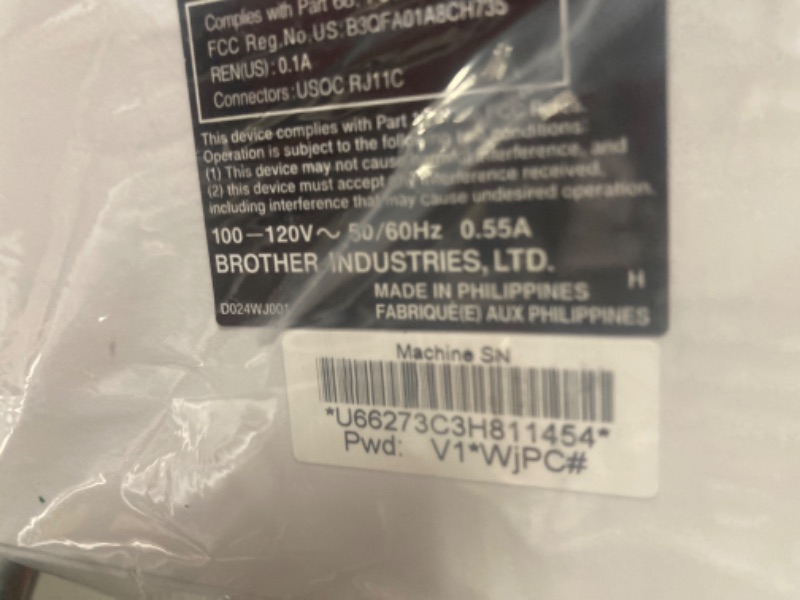 Complies with Part 68,
FCC Reg.No.US:B3QFA01A8CH735
REN(US):0.1A
Connectors:USOC RJ11C
This device complies with Part
Operation is subject to the conditions:
(1) This device may not cause interference, and
(2) this device must accept interference received,
including interference that may cause undesired operation.
100－120V～ 50/60Hz 0.55A
BROTHER INDUSTRIES, LTD.
H
MADE IN PHILIPPINES
D024WJ001 FABRIQUÉ(E) AUX PHILIPPINES
Machine SN
*U66273C3H811454*
Pwd: V1*WjPC#